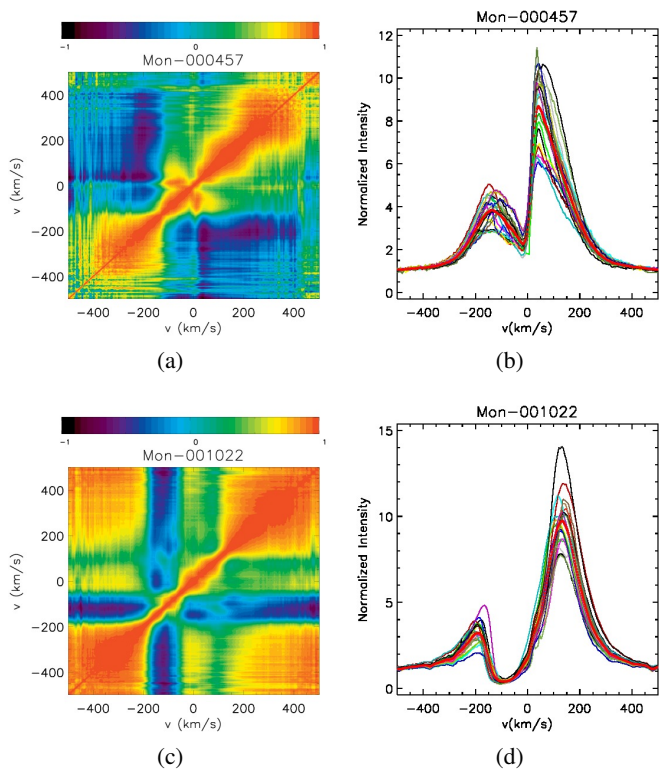 -1 0 1
Mon-000457
400
200
0
-200
-400
v (km/s)
-400 -200 0 200 400
v (km/s)
(a)
Mon-000457
12
10
8
6
4
2
0
Normalized Intensity
-400 -200 0 200 400
v(km/s)
(b)
-1 0 1
Mon-001022
400
200
0
-200
-400
v (km/s)
-400 -200 0 200 400
v (km/s)
(c)
Mon-001022
15
10
5
0
Normalized Intensity
-400 -200 0 200 400
v(km/s)
(d)